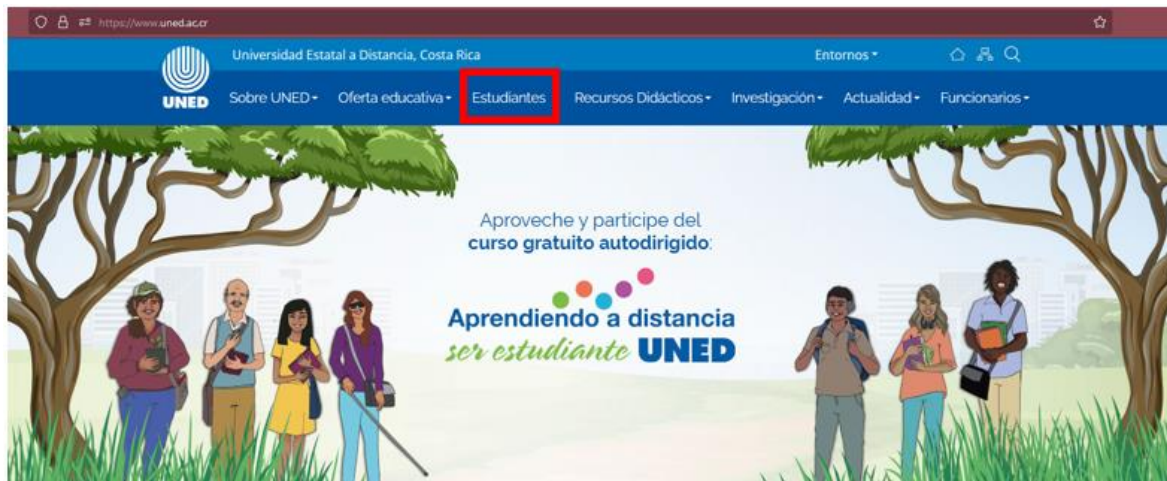 https://www.uned.ac.cr
Universidad Estatal a Distancia, Costa Rica
Entornos
UNED
Sobre UNED
Oferta educativa
Estudiantes
Recursos Didácticos
Investigación
Actualidad
Funcionarios
Aproveche y participe del
curso gratuito autodirigido:
Aprendiendo a distancia
ser estudiante UNED